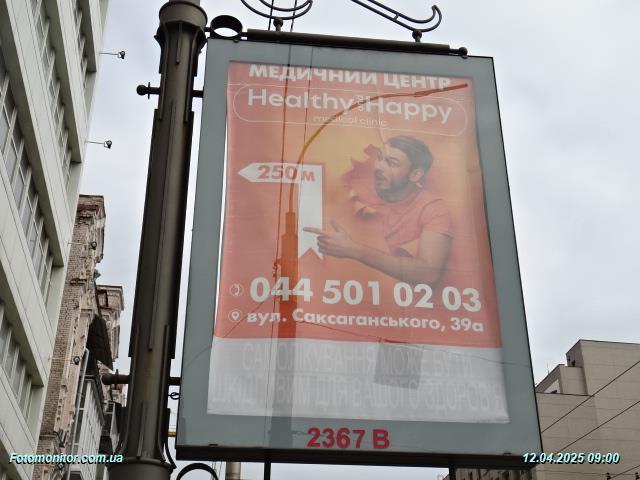 МЕДИЧНИЙ ЦЕНТР
Healthy and Happy
medical clinic
250 м
044 501 02 03
вул. Саксаганського, 39а
САМОЛІКУВАННЯ МОЖЕ БУТИ
ШКІДЛИВИМ ДЛЯ ВАШОГО ЗДОРОВ'Я
2367 B
Fotomonitor.com.ua
12.04.2025 09:00